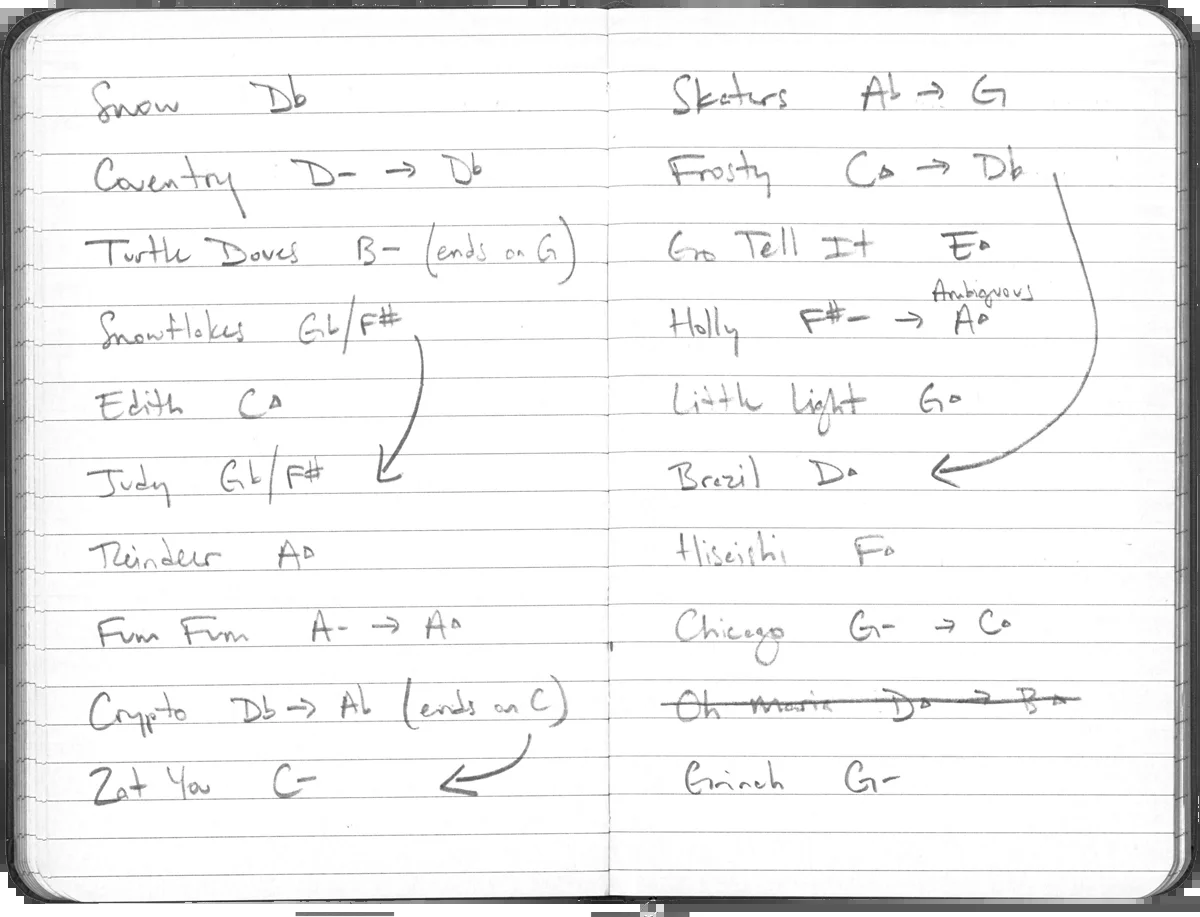 Snow Db
Coventry D- → Db
Turtle Doves B- (ends on G)
Snowflakes Gb/F#
Edith C△
Judy Gb/F#
Reindeer A△
Fum Fum A- → A△
Crypto Db → Ab (ends on C)
Zat You C-
Skaters Ab → G
Frosty C△ → Db
Go Tell It E△
Ambiguous
Holly F#- → A△
Little Light G△
Brazil D△
Hisaishi F△
Chicago G- → C△
Oh Maria D△ → B△
Grinch G-